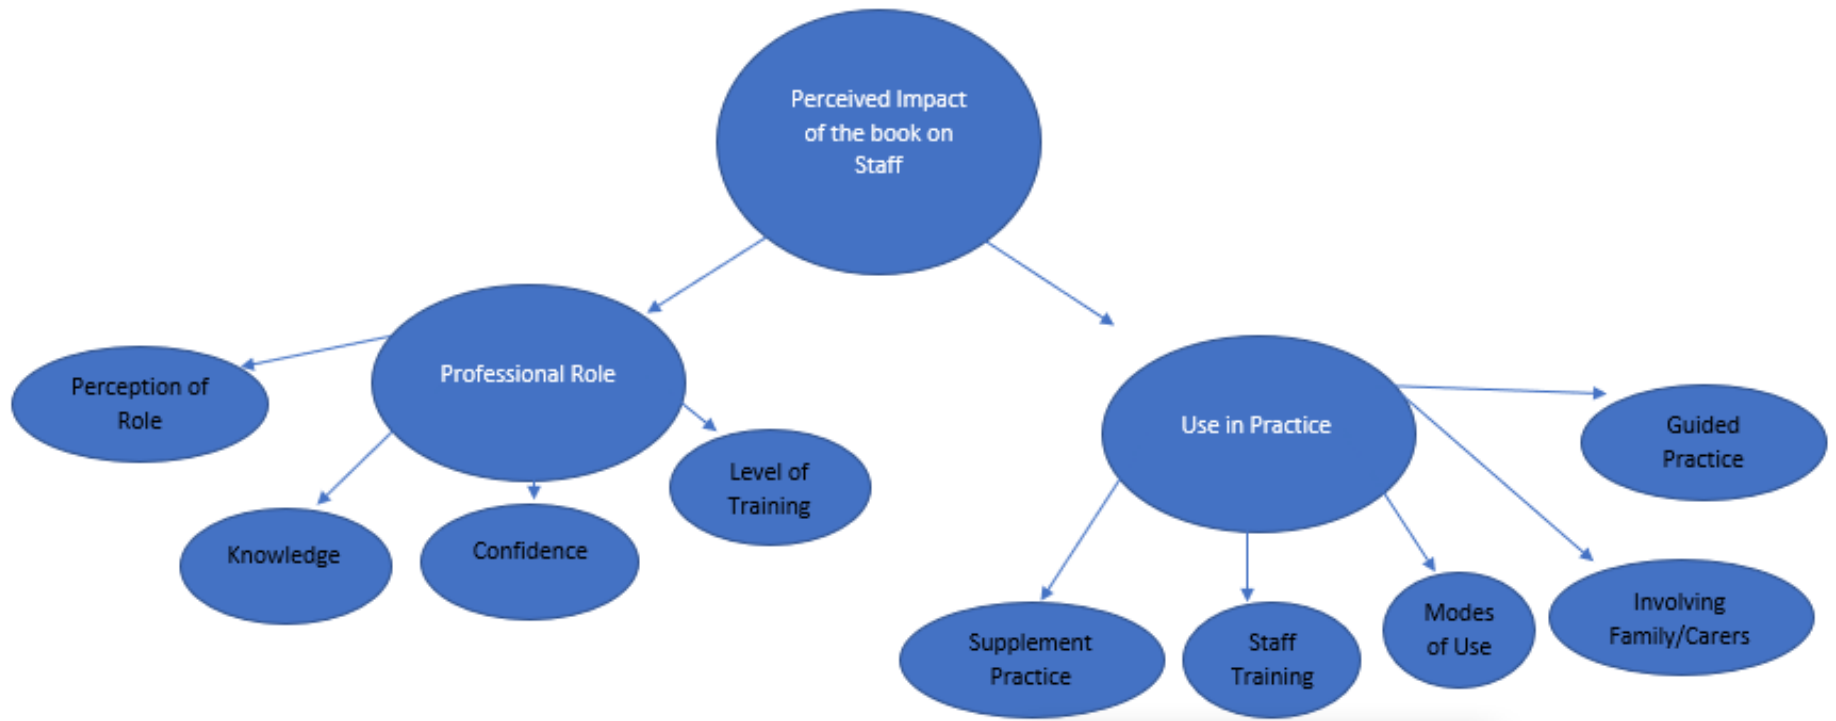 Perceived Impact
of the book on
Staff
Professional Role
Perception of
Role
Knowledge
Confidence
Level of
Training
Use in Practice
Guided
Practice
Supplement
Practice
Staff
Training
Modes
of Use
Involving
Family/Carers